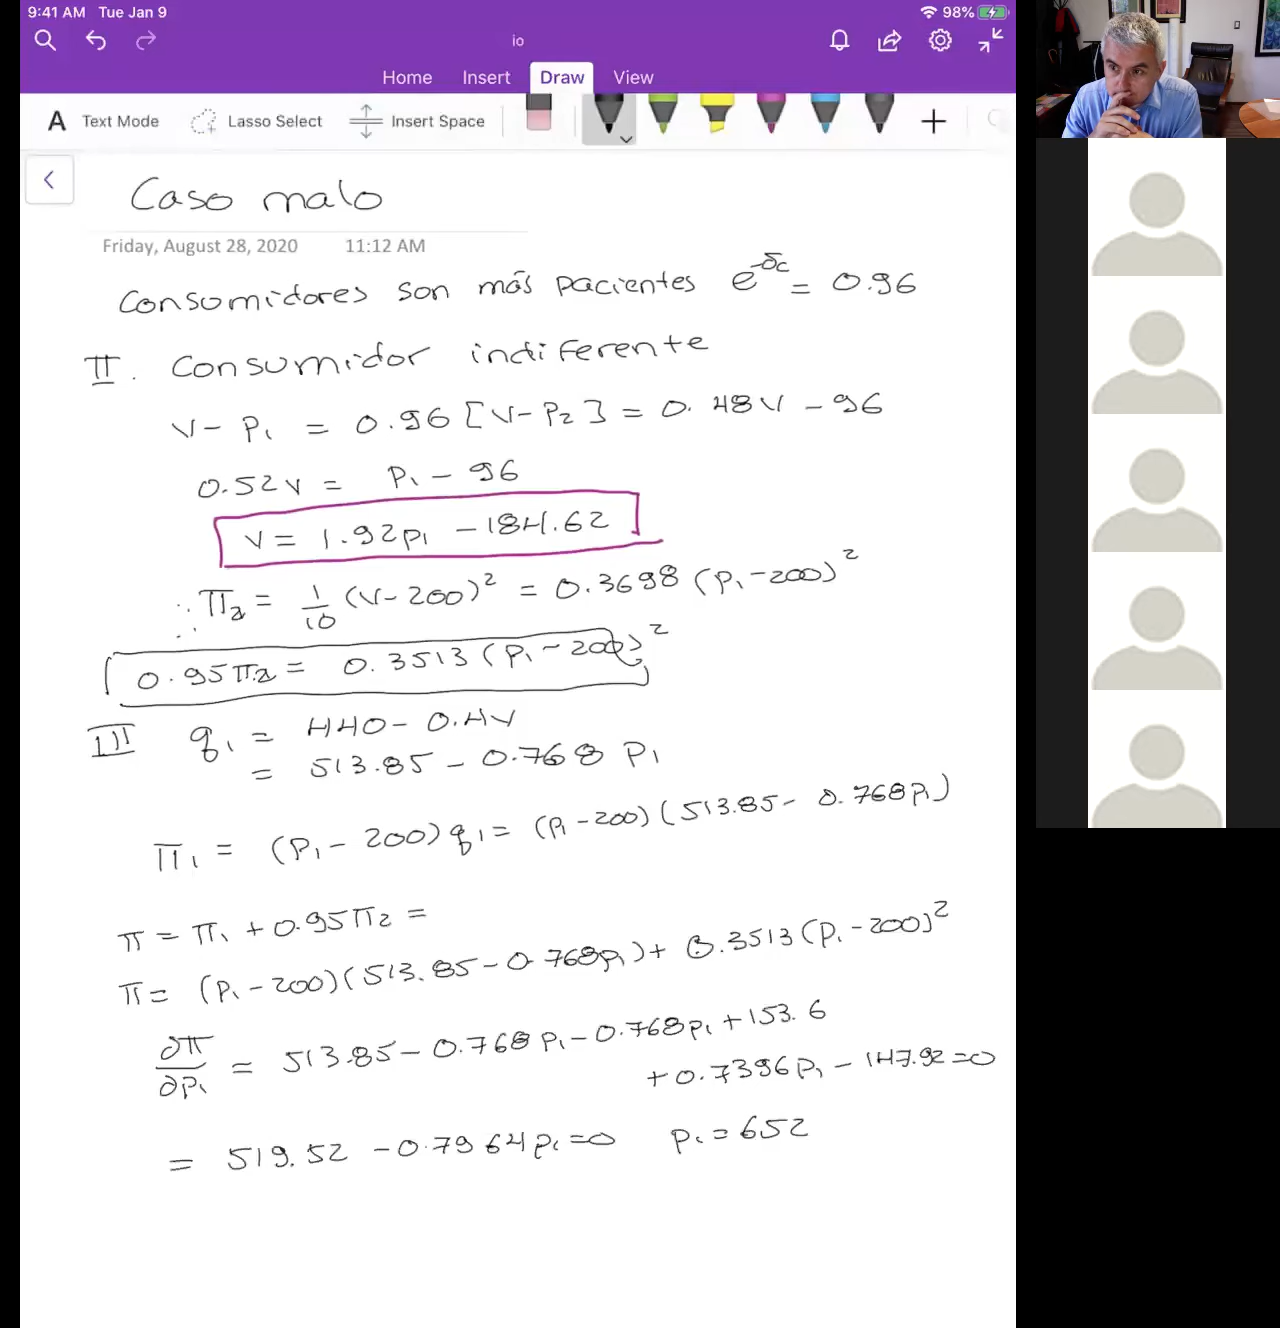 9:41 AM Tue Jan 9
98%
io
Home Insert Draw View
A Text Mode Lasso Select Insert Space
Caso malo
Friday, August 28, 2020 11:12 AM
Consumidores son más pacientes e^-δc = 0.96
II. Consumidor indiferente
V - P₁ = 0.96 [V - P₂] = 0.48V - 96
0.52V = P₁ - 96
V = 1.92P₁ - 184.62
∴ π₂ = 1/10 (V - 200)² = 0.3698 (P₁ - 200)²
0.95π₂ = 0.3513 (P₁ - 200)²
III q₁ = 440 - 0.4V
= 513.85 - 0.768 P₁
π₁ = (P₁ - 200) q₁ = (P₁ - 200)(513.85 - 0.768P₁)
π = π₁ + 0.95π₂ =
π = (P₁ - 200)(513.85 - 0.768P₁) + 0.3513 (P₁ - 200)²
∂π/∂P₁ = 513.85 - 0.768P₁ - 0.768P₁ + 153.6
+ 0.7396P₁ - 147.92 = 0
= 519.52 - 0.7964P₁ = 0 P₁ = 652